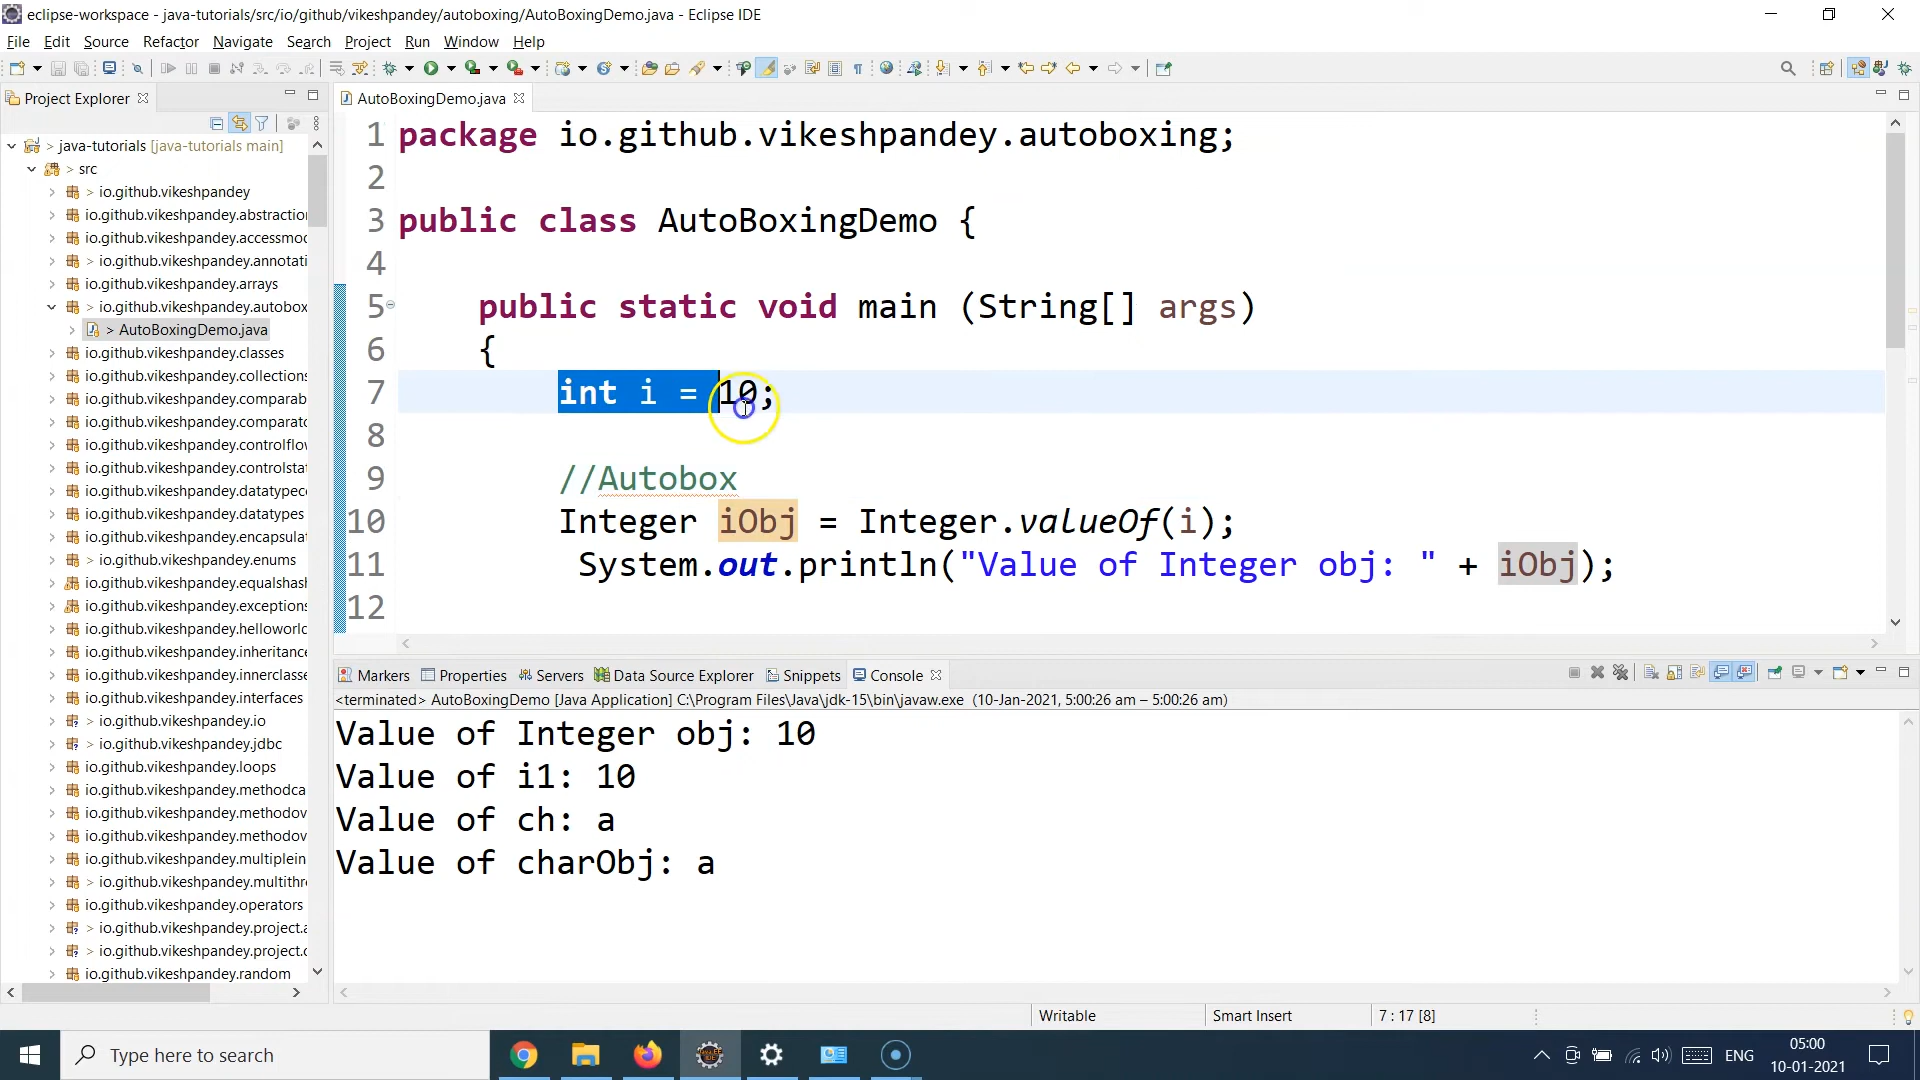 eclipse-workspace - java-tutorials/src/io/github/vikeshpandey/autoboxing/AutoBoxingDemo.java - Eclipse IDE
File Edit Source Refactor Navigate Search Project Run Window Help
Project Explorer
AutoBoxingDemo.java
> java-tutorials [java-tutorials main]
> src
> io.github.vikeshpandey
io.github.vikeshpandey.abstraction
io.github.vikeshpandey.accessmod
> io.github.vikeshpandey.annotati
io.github.vikeshpandey.arrays
> io.github.vikeshpandey.autobox
> AutoBoxingDemo.java
io.github.vikeshpandey.classes
io.github.vikeshpandey.collections
io.github.vikeshpandey.comparab
io.github.vikeshpandey.comparato
io.github.vikeshpandey.controlflow
io.github.vikeshpandey.controlstat
io.github.vikeshpandey.datatypec
io.github.vikeshpandey.datatypes
io.github.vikeshpandey.encapsulat
> io.github.vikeshpandey.enums
io.github.vikeshpandey.equalshash
io.github.vikeshpandey.exceptions
io.github.vikeshpandey.helloworld
io.github.vikeshpandey.inheritance
io.github.vikeshpandey.innerclasse
io.github.vikeshpandey.interfaces
> io.github.vikeshpandey.io
> io.github.vikeshpandey.jdbc
io.github.vikeshpandey.loops
io.github.vikeshpandey.methodca
io.github.vikeshpandey.methodov
io.github.vikeshpandey.methodov
io.github.vikeshpandey.multiplein
> io.github.vikeshpandey.multithre
io.github.vikeshpandey.operators
> io.github.vikeshpandey.project.a
> io.github.vikeshpandey.project.c
io.github.vikeshpandey.random
1 package io.github.vikeshpandey.autoboxing;
2
3 public class AutoBoxingDemo {
4
5 public static void main (String[] args)
6 {
7 int i = 10;
8
9 //Autobox
10 Integer iObj = Integer.valueOf(i);
11 System.out.println("Value of Integer obj: " + iObj);
12
Markers Properties Servers Data Source Explorer Snippets Console
<terminated> AutoBoxingDemo [Java Application] C:\Program Files\Java\jdk-15\bin\javaw.exe (10-Jan-2021, 5:00:26 am – 5:00:26 am)
Value of Integer obj: 10
Value of i1: 10
Value of ch: a
Value of charObj: a
Writable Smart Insert 7 : 17 [8]
Type here to search
ENG
05:00
10-01-2021